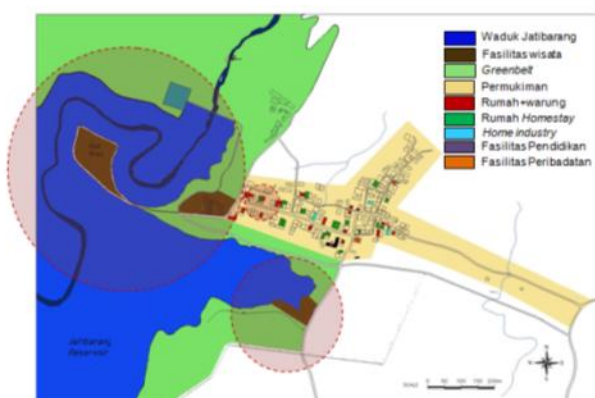 Waduk Jatibarang
Fasilitas wisata
Greenbelt
Permukiman
Rumah+warung
Rumah Homestay
Home industry
Fasilitas Pendidikan
Fasilitas Peribadatan
Jatibarang
Reservoir